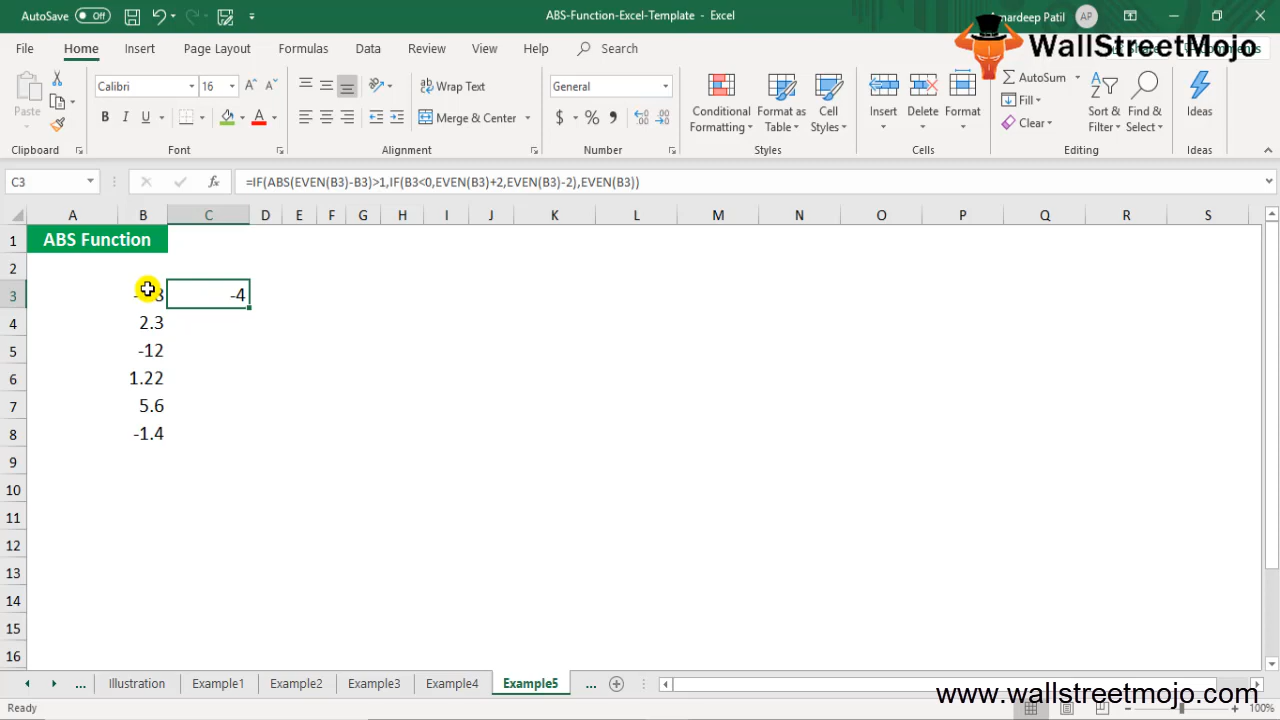 AutoSave Off
ABS-Function-Excel-Template - Excel
Amardeep Patil AP
WallStreetMojo
File Home Insert Page Layout Formulas Data Review View Help Search
Paste
Clipboard
Calibri 16
B I U
Font
Wrap Text
Merge & Center
Alignment
General
$ %
Number
Conditional Formatting
Format as Table
Cell Styles
Styles
Insert Delete Format
Cells
AutoSum
Fill
Clear
Sort & Filter
Find & Select
Editing
Ideas
Ideas
C3 fx =IF(ABS(EVEN(B3)-B3)>1,IF(B3<0,EVEN(B3)+2,EVEN(B3)-2),EVEN(B3))
A B C D E F G H I J K L M N O P Q R S
1 ABS Function
2
3 -4
4 2.3
5 -12
6 1.22
7 5.6
8 -1.4
9
10
11
12
13
14
15
16
... Illustration Example1 Example2 Example3 Example4 Example5 ...
www.wallstreetmojo.com
Ready
100%